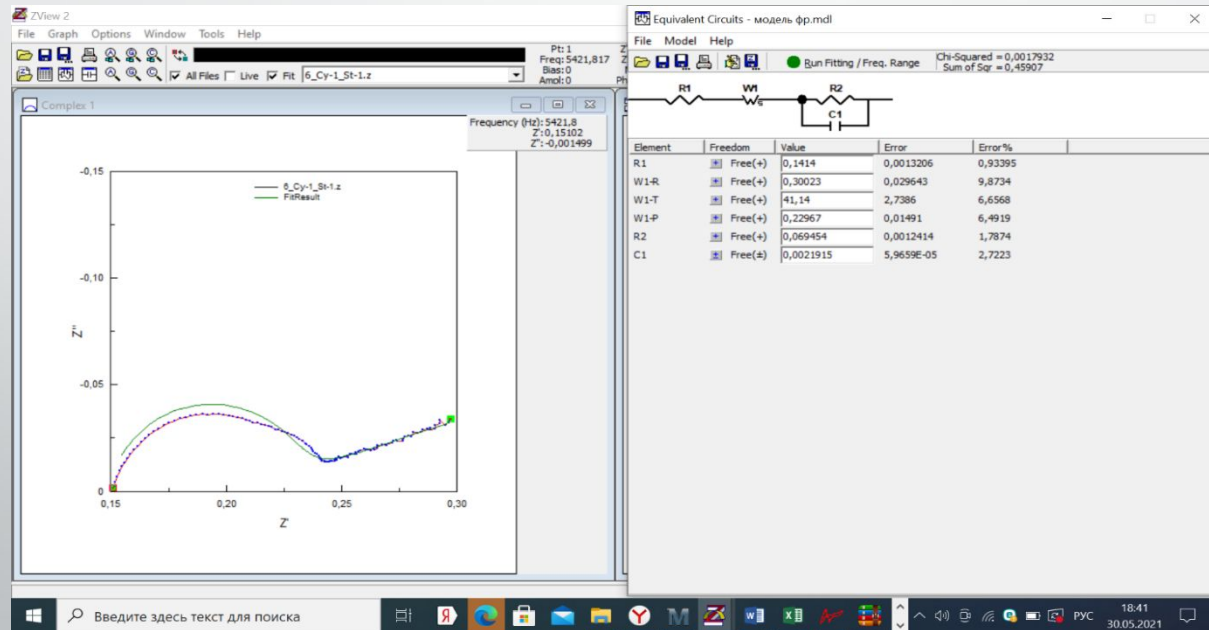 ZView 2
File Graph Options Window Tools Help
Pt: 1
Freq: 5421,817
Bias: 0
Ampl: 0
All Files Live Fit 6_Cy-1_St-1.z
Complex 1
Frequency (Hz): 5421,8
Z': 0,15102
Z'': -0,001499
6_Cy-1_St-1.z
FitResult
-0,15
-0,10
-0,05
0
Z''
0,15 0,20 0,25 0,30
Z'
Equivalent Circuits - модель фр.mdl
File Model Help
Run Fitting / Freq. Range
Chi-Squared = 0,0017932
Sum of Sqr = 0,45907
R1 W1 R2
Ws
C1
Element Freedom Value Error Error%
R1 Free(+) 0,1414 0,0013206 0,93395
W1-R Free(+) 0,30023 0,029643 9,8734
W1-T Free(+) 41,14 2,7386 6,6568
W1-P Free(+) 0,22967 0,01491 6,4919
R2 Free(+) 0,069454 0,0012414 1,7874
C1 Free(±) 0,0021915 5,9659E-05 2,7223
Введите здесь текст для поиска
РУС
18:41
30.05.2021